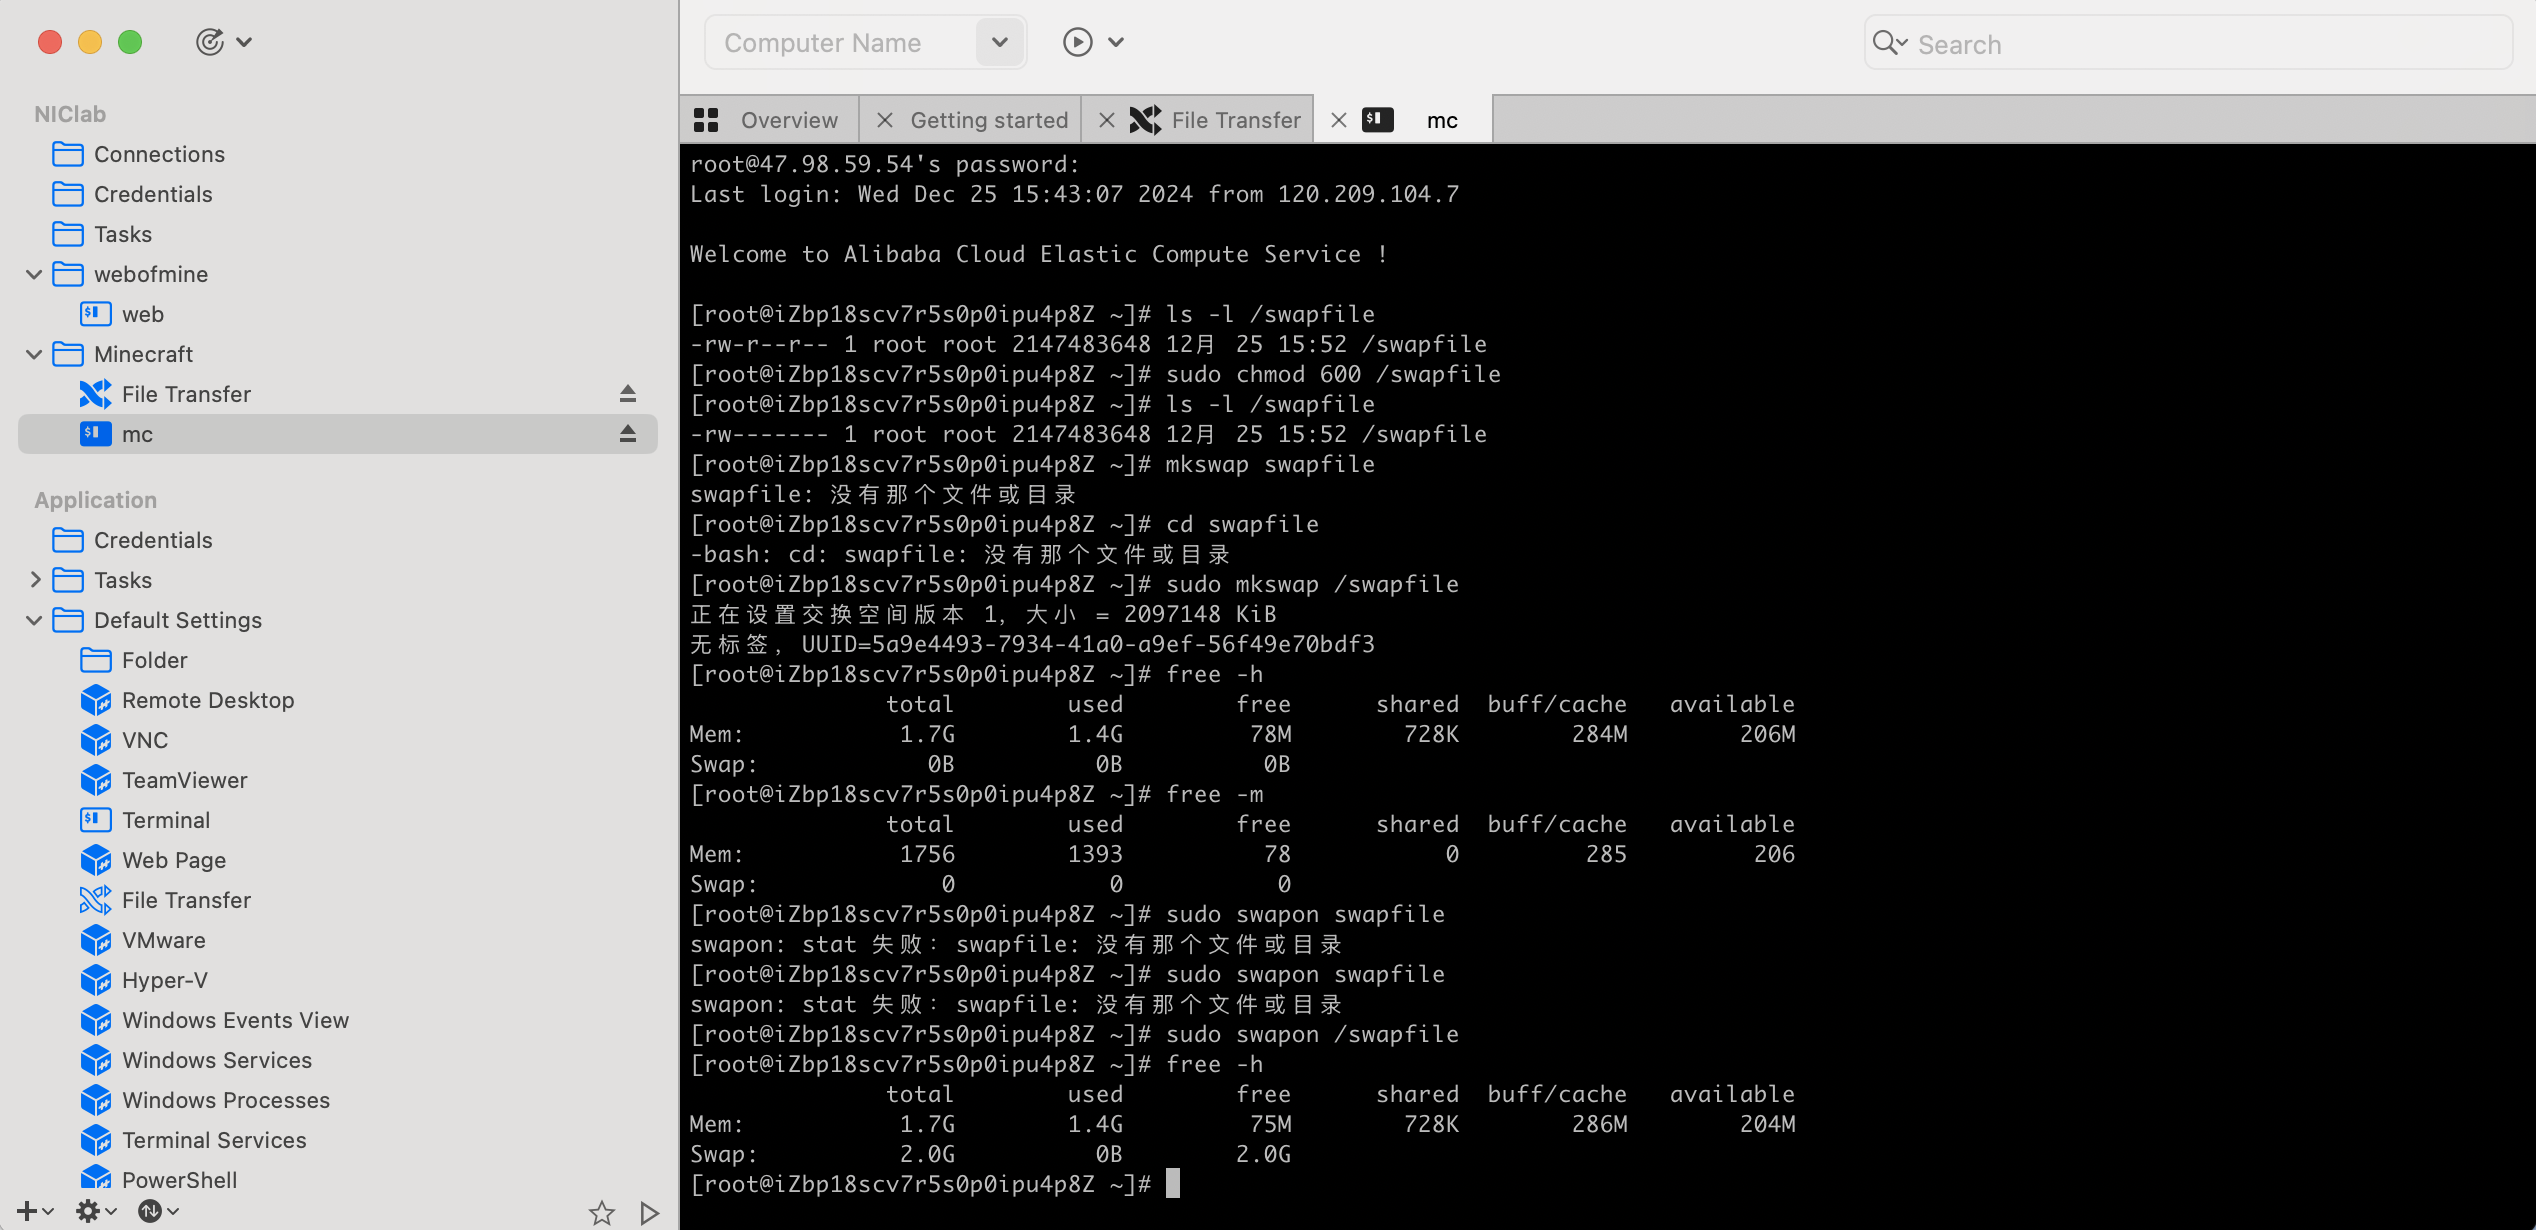 NIClab
Connections
Credentials
Tasks
webofmine
web
Minecraft
File Transfer
mc
Application
Credentials
Tasks
Default Settings
Folder
Remote Desktop
VNC
TeamViewer
Terminal
Web Page
File Transfer
VMware
Hyper-V
Windows Events View
Windows Services
Windows Processes
Terminal Services
PowerShell
Computer Name
Search
Overview
Getting started
File Transfer
mc
root@47.98.59.54's password:
Last login: Wed Dec 25 15:43:07 2024 from 120.209.104.7
Welcome to Alibaba Cloud Elastic Compute Service !
[root@iZbp18scv7r5s0p0ipu4p8Z ~]# ls -l /swapfile
-rw-r--r-- 1 root root 2147483648 12月 25 15:52 /swapfile
[root@iZbp18scv7r5s0p0ipu4p8Z ~]# sudo chmod 600 /swapfile
[root@iZbp18scv7r5s0p0ipu4p8Z ~]# ls -l /swapfile
-rw------- 1 root root 2147483648 12月 25 15:52 /swapfile
[root@iZbp18scv7r5s0p0ipu4p8Z ~]# mkswap swapfile
swapfile: 没有那个文件或目录
[root@iZbp18scv7r5s0p0ipu4p8Z ~]# cd swapfile
-bash: cd: swapfile: 没有那个文件或目录
[root@iZbp18scv7r5s0p0ipu4p8Z ~]# sudo mkswap /swapfile
正在设置交换空间版本 1, 大小 = 2097148 KiB
无标签, UUID=5a9e4493-7934-41a0-a9ef-56f49e70bdf3
[root@iZbp18scv7r5s0p0ipu4p8Z ~]# free -h
total used free shared buff/cache available
Mem: 1.7G 1.4G 78M 728K 284M 206M
Swap: 0B 0B 0B
[root@iZbp18scv7r5s0p0ipu4p8Z ~]# free -m
total used free shared buff/cache available
Mem: 1756 1393 78 0 285 206
Swap: 0 0 0
[root@iZbp18scv7r5s0p0ipu4p8Z ~]# sudo swapon swapfile
swapon: stat 失败: swapfile: 没有那个文件或目录
[root@iZbp18scv7r5s0p0ipu4p8Z ~]# sudo swapon swapfile
swapon: stat 失败: swapfile: 没有那个文件或目录
[root@iZbp18scv7r5s0p0ipu4p8Z ~]# sudo swapon /swapfile
[root@iZbp18scv7r5s0p0ipu4p8Z ~]# free -h
total used free shared buff/cache available
Mem: 1.7G 1.4G 75M 728K 286M 204M
Swap: 2.0G 0B 2.0G
[root@iZbp18scv7r5s0p0ipu4p8Z ~]#